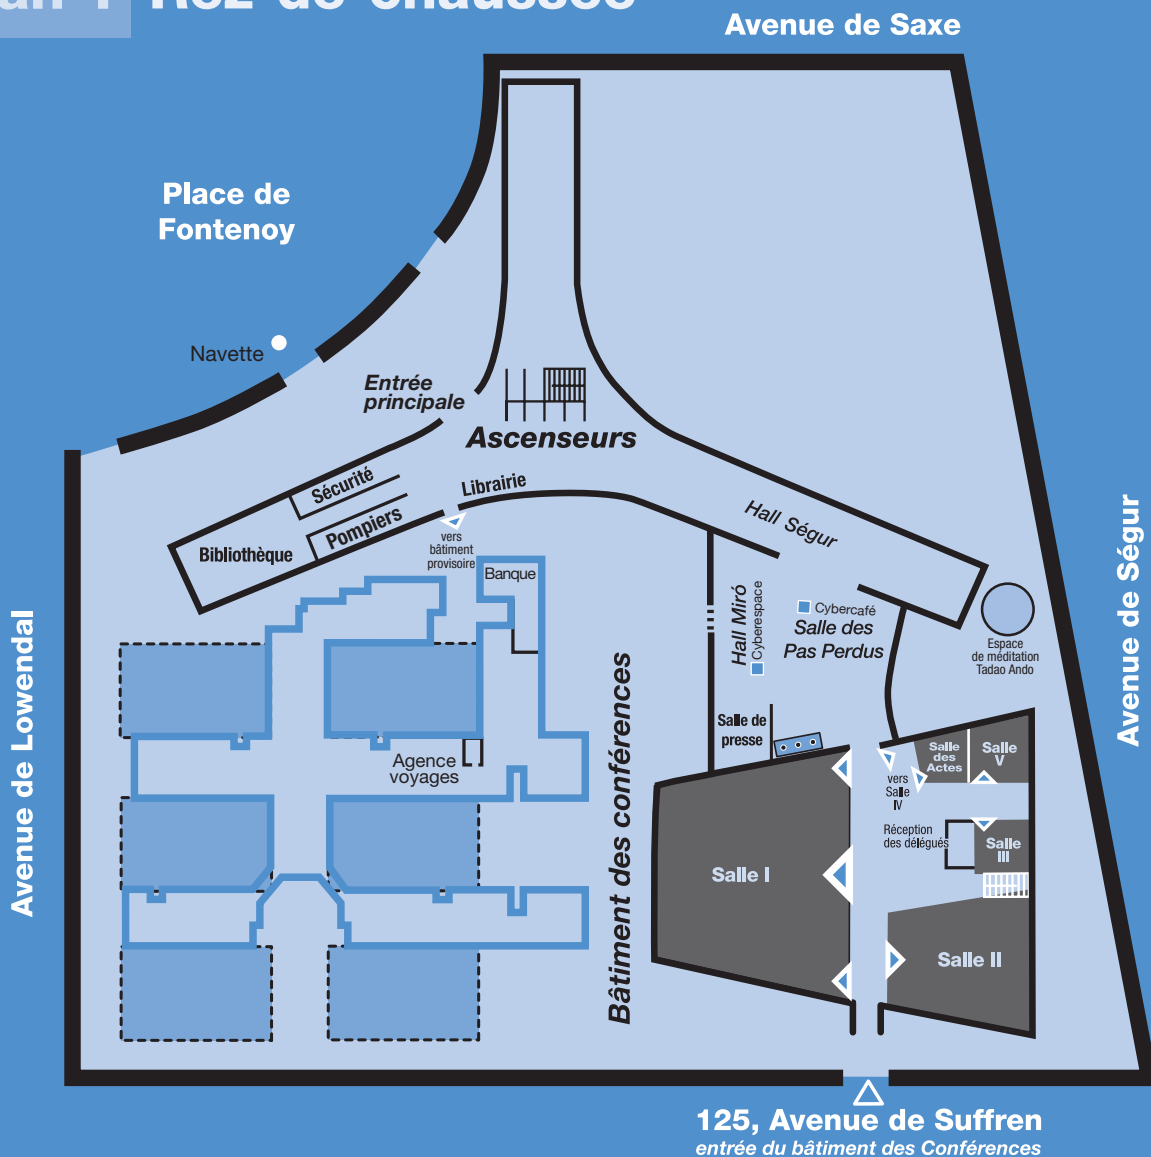 Rez-de-chaussée
Avenue de Saxe
Place de
Fontenoy
Navette
Entrée
principale
Ascenseurs
Sécurité
Librairie
Pompiers
Bibliothèque
vers
bâtiment
provisoire
Hall Ségur
Banque
Hall Miró
Cyberespace
Cybercafé
Salle des
Pas Perdus
Espace
de méditation
Tadao Ando
Avenue de Ségur
Avenue de Lowendal
Bâtiment des conférences
Salle de
presse
Agence
voyages
Salle
des
Actes
Salle
V
vers
Salle
IV
Réception
des délégués
Salle
III
Salle I
Salle II
125, Avenue de Suffren
entrée du bâtiment des Conférences